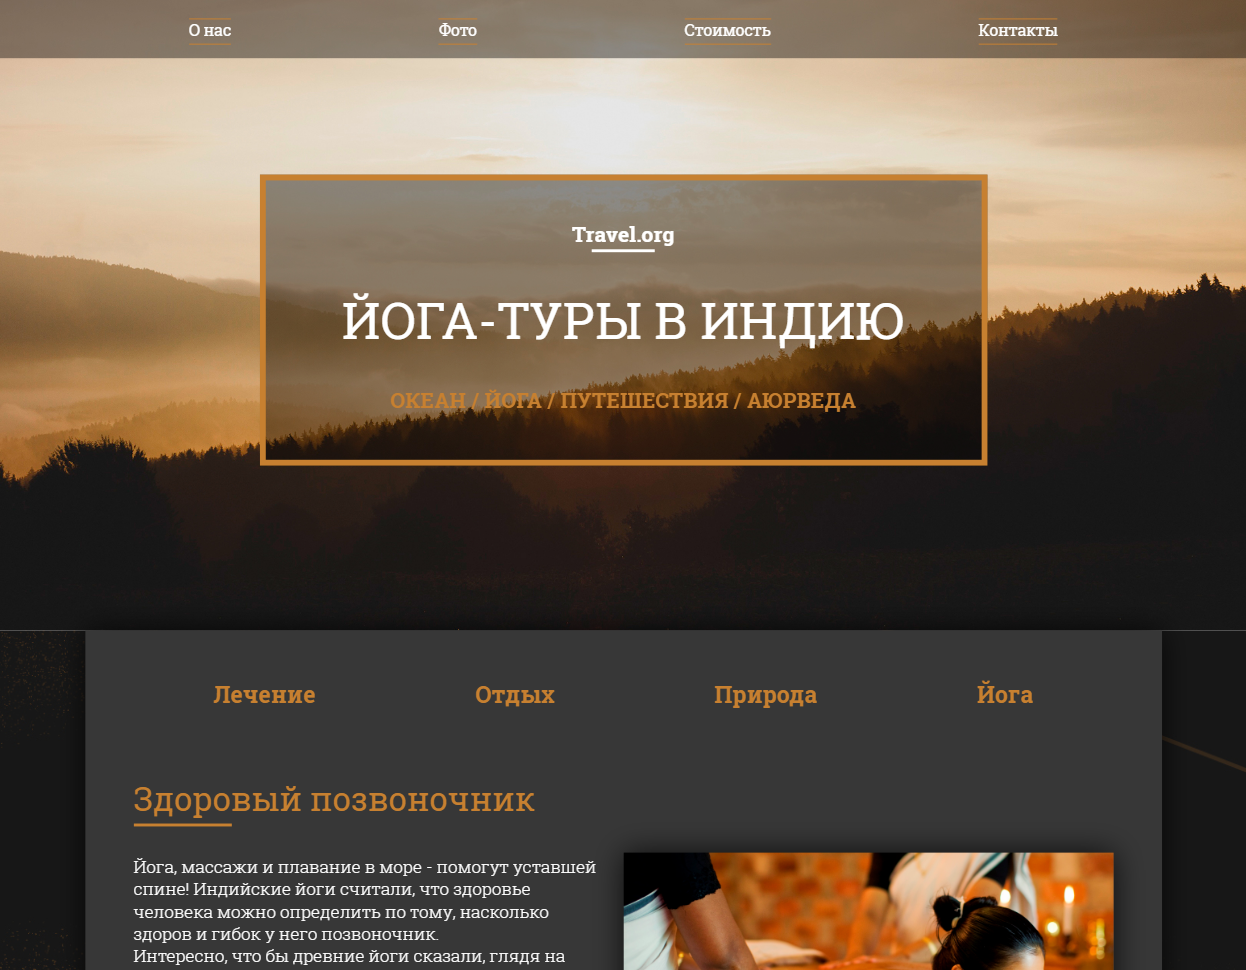 О нас
Фото
Стоимость
Контакты
Travel.org
ЙОГА-ТУРЫ В ИНДИЮ
ОКЕАН / ЙОГА / ПУТЕШЕСТВИЯ / АЮРВЕДА
Лечение
Отдых
Природа
Йога
Здоровый позвоночник
Йога, массажи и плавание в море - помогут уставшей
спине! Индийские йоги считали, что здоровье
человека можно определить по тому, насколько
здоров и гибок у него позвоночник.
Интересно, что бы древние йоги сказали, глядя на